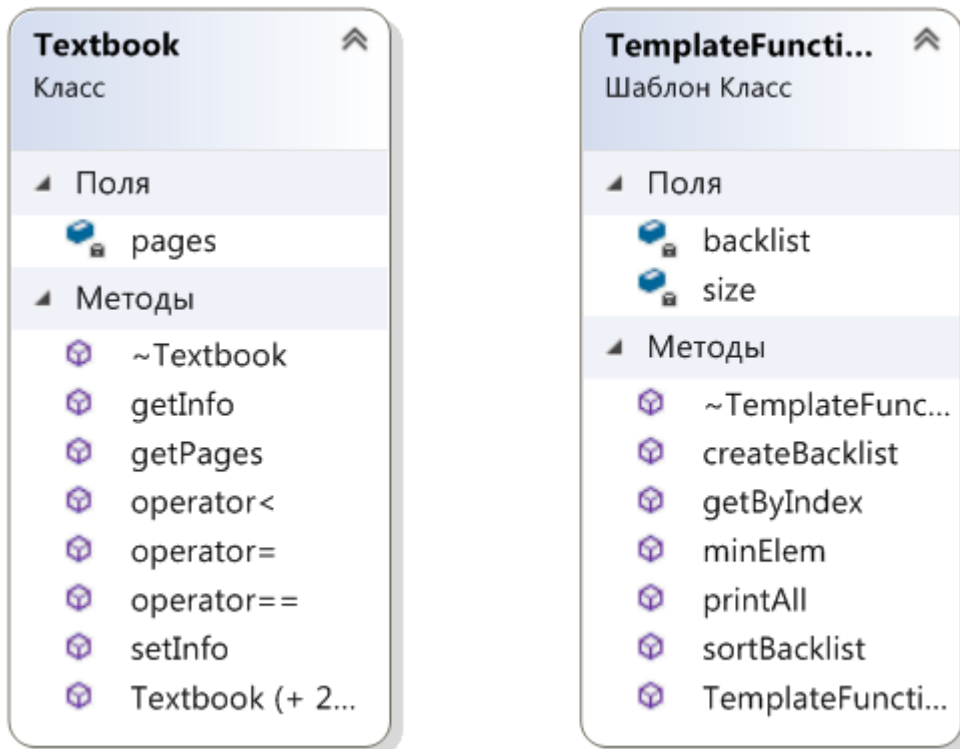 Textbook
Класс
Поля
pages
Методы
~Textbook
getInfo
getPages
operator<
operator=
operator==
setInfo
Textbook (+ 2...
TemplateFuncti...
Шаблон Класс
Поля
backlist
size
Методы
~TemplateFunc...
createBacklist
getByIndex
minElem
printAll
sortBacklist
TemplateFuncti...